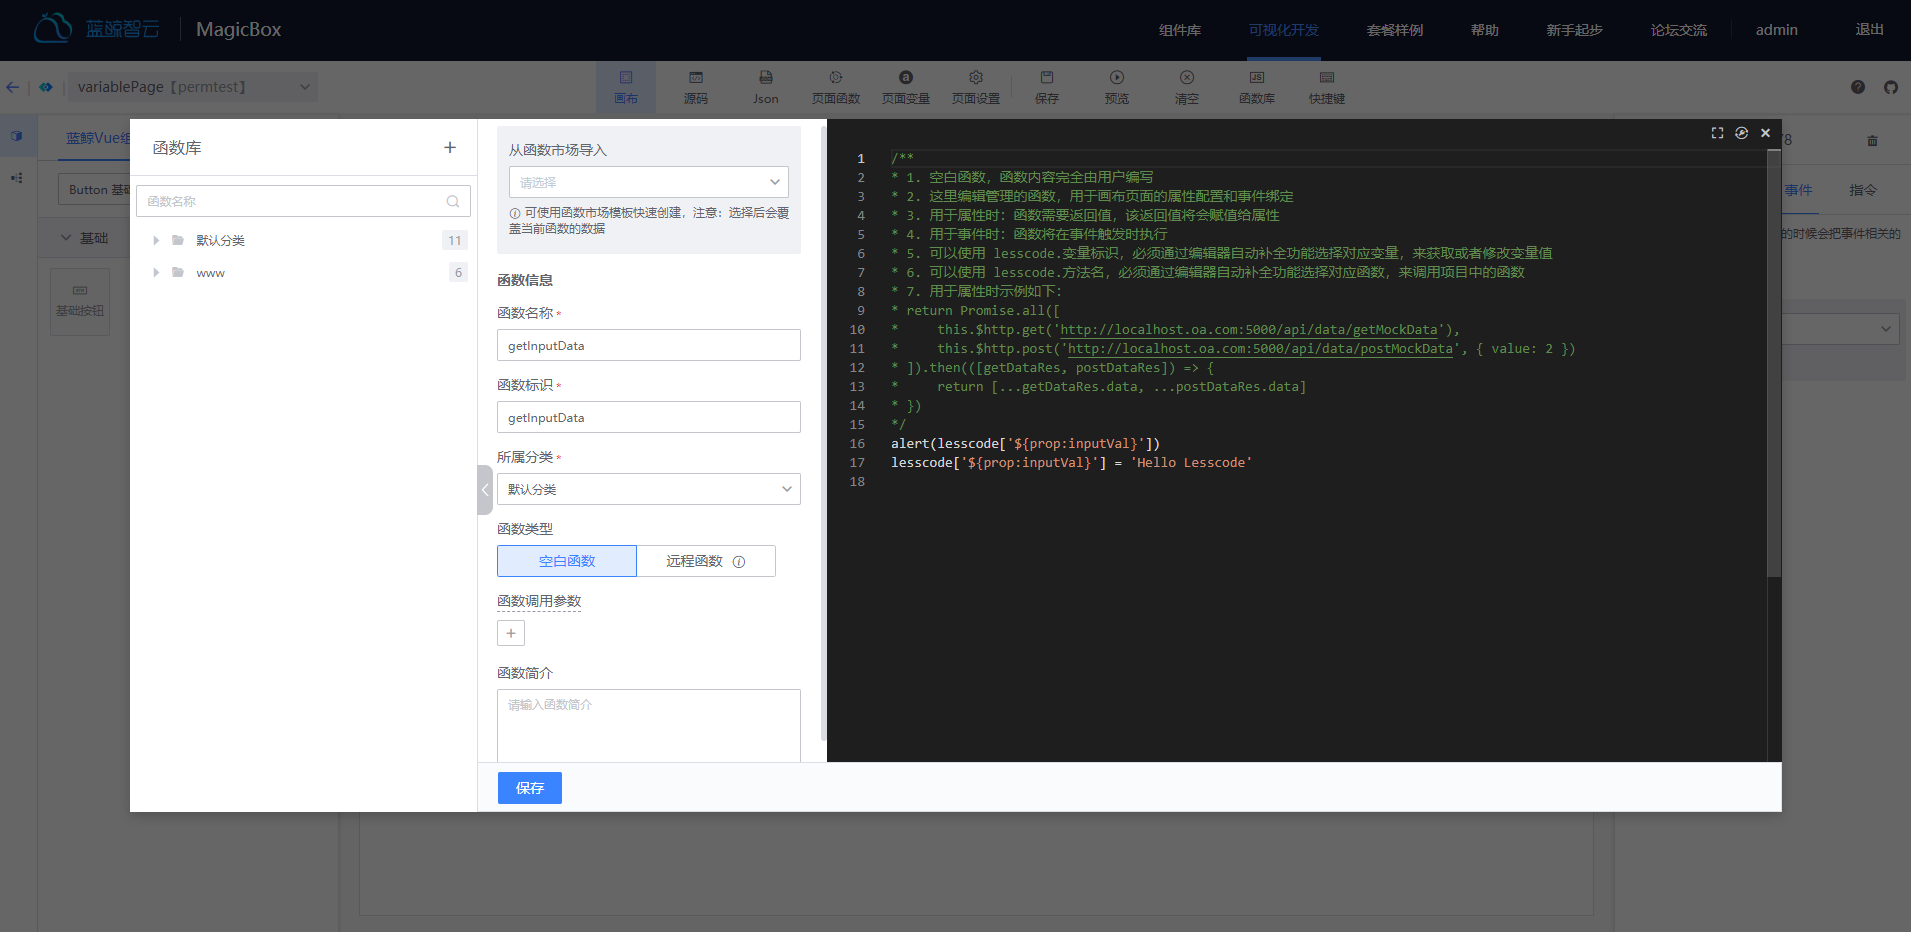 蓝鲸智云
MagicBox
组件库
可视化开发
套餐样例
帮助
新手起步
论坛交流
admin
退出
variablePage【permtest】
画布
源码
Json
页面函数
页面变量
页面设置
保存
预览
清空
函数库
快捷键
蓝鲸Vue组
Button 基础
基础
基础按钮
函数库
函数名称
默认分类
11
www
6
从函数市场导入
请选择
可使用函数市场模板快速创建，注意：选择后会覆
盖当前函数的数据
函数信息
函数名称 *
getInputData
函数标识 *
getInputData
所属分类 *
默认分类
函数类型
空白函数
远程函数
函数调用参数
函数简介
请输入函数简介
保存
1 /**
2 * 1. 空白函数，函数内容完全由用户编写
3 * 2. 这里编辑管理的函数，用于画布页面的属性配置和事件绑定
4 * 3. 用于属性时：函数需要返回值，该返回值将会赋值给属性
5 * 4. 用于事件时：函数将在事件触发时执行
6 * 5. 可以使用 lesscode.变量标识，必须通过编辑器自动补全功能选择对应变量，来获取或者修改变量值
7 * 6. 可以使用 lesscode.方法名，必须通过编辑器自动补全功能选择对应函数，来调用项目中的函数
8 * 7. 用于属性时示例如下：
9 * return Promise.all([
10 *     this.$http.get('http://localhost.oa.com:5000/api/data/getMockData'),
11 *     this.$http.post('http://localhost.oa.com:5000/api/data/postMockData', { value: 2 })
12 * ]).then(([getDataRes, postDataRes]) => {
13 *     return [...getDataRes.data, ...postDataRes.data]
14 * })
15 */
16 alert(lesscode['${prop:inputVal}'])
17 lesscode['${prop:inputVal}'] = 'Hello Lesscode'
18
8
事件
指令
的时候会把事件相关的